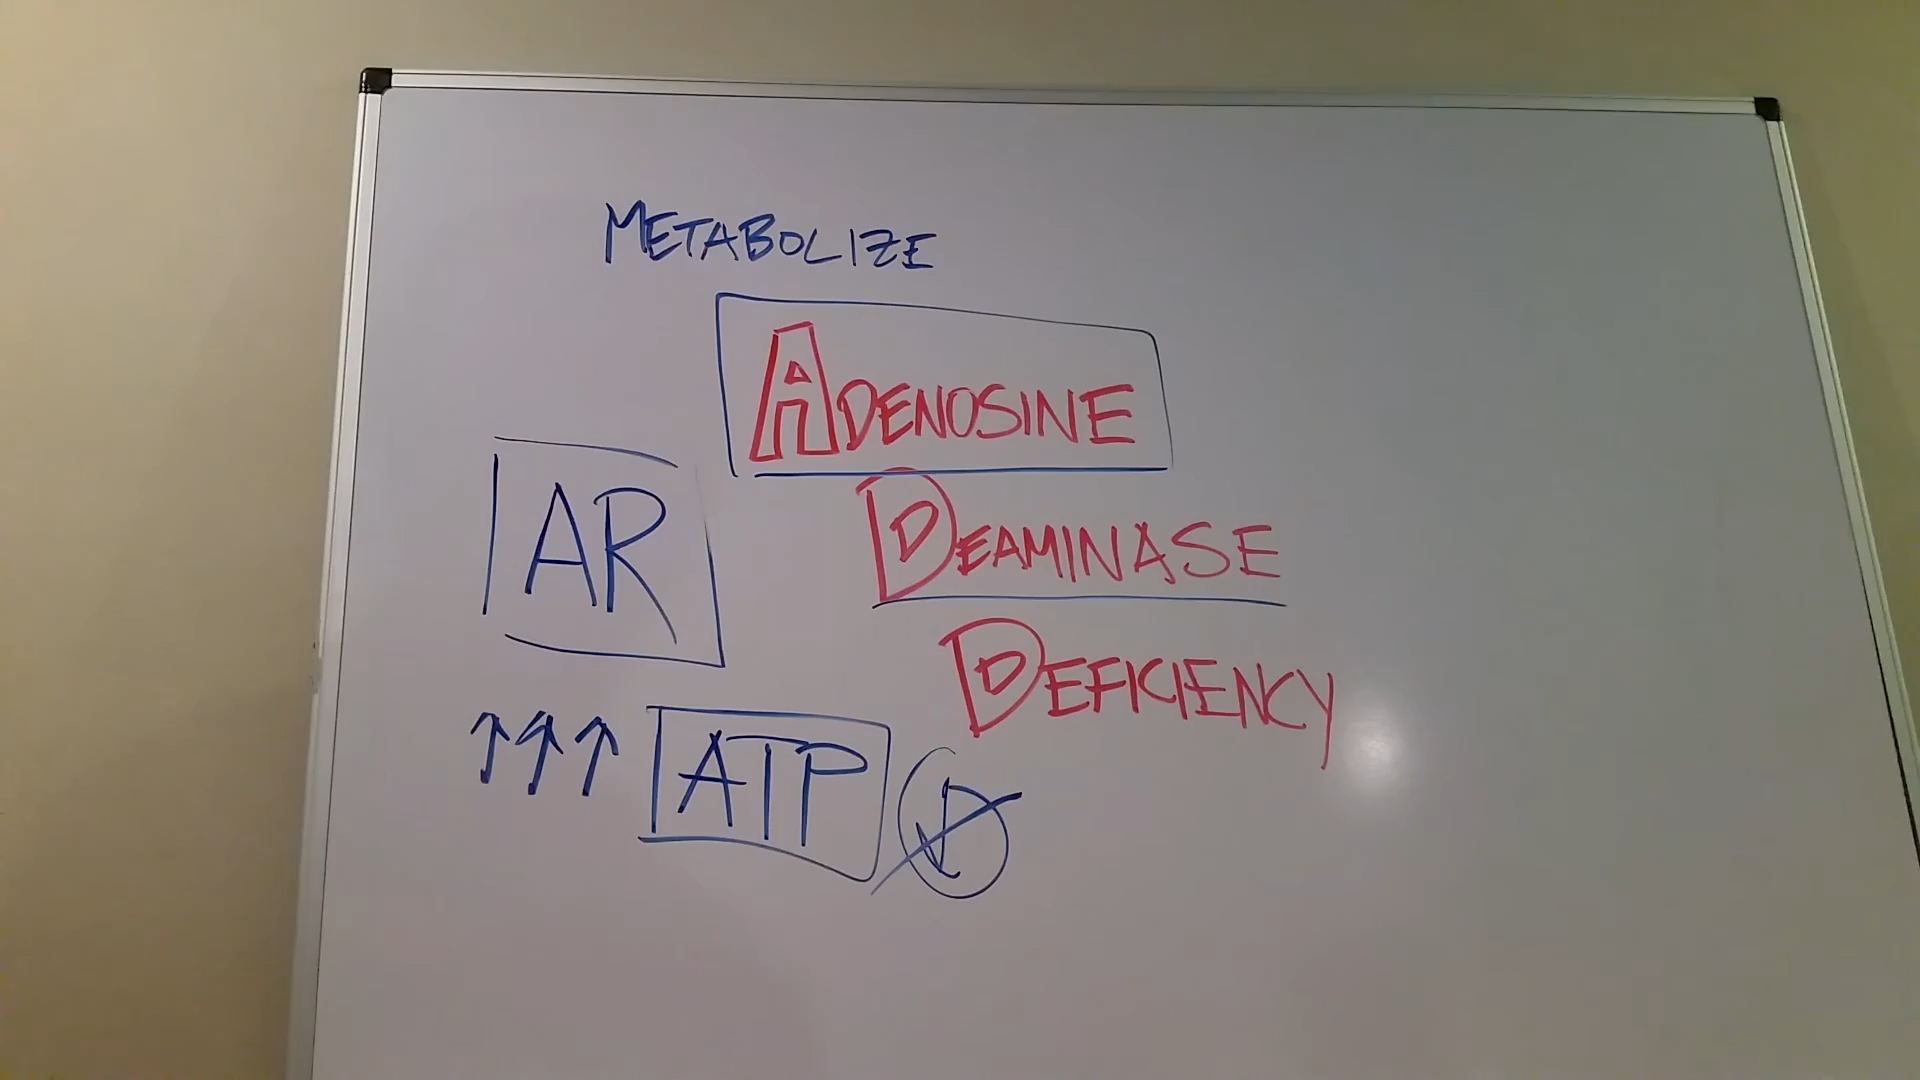 METABOLIZE
ADENOSINE
AR
DEAMINASE
DEFICIENCY
↑↑↑ ATP